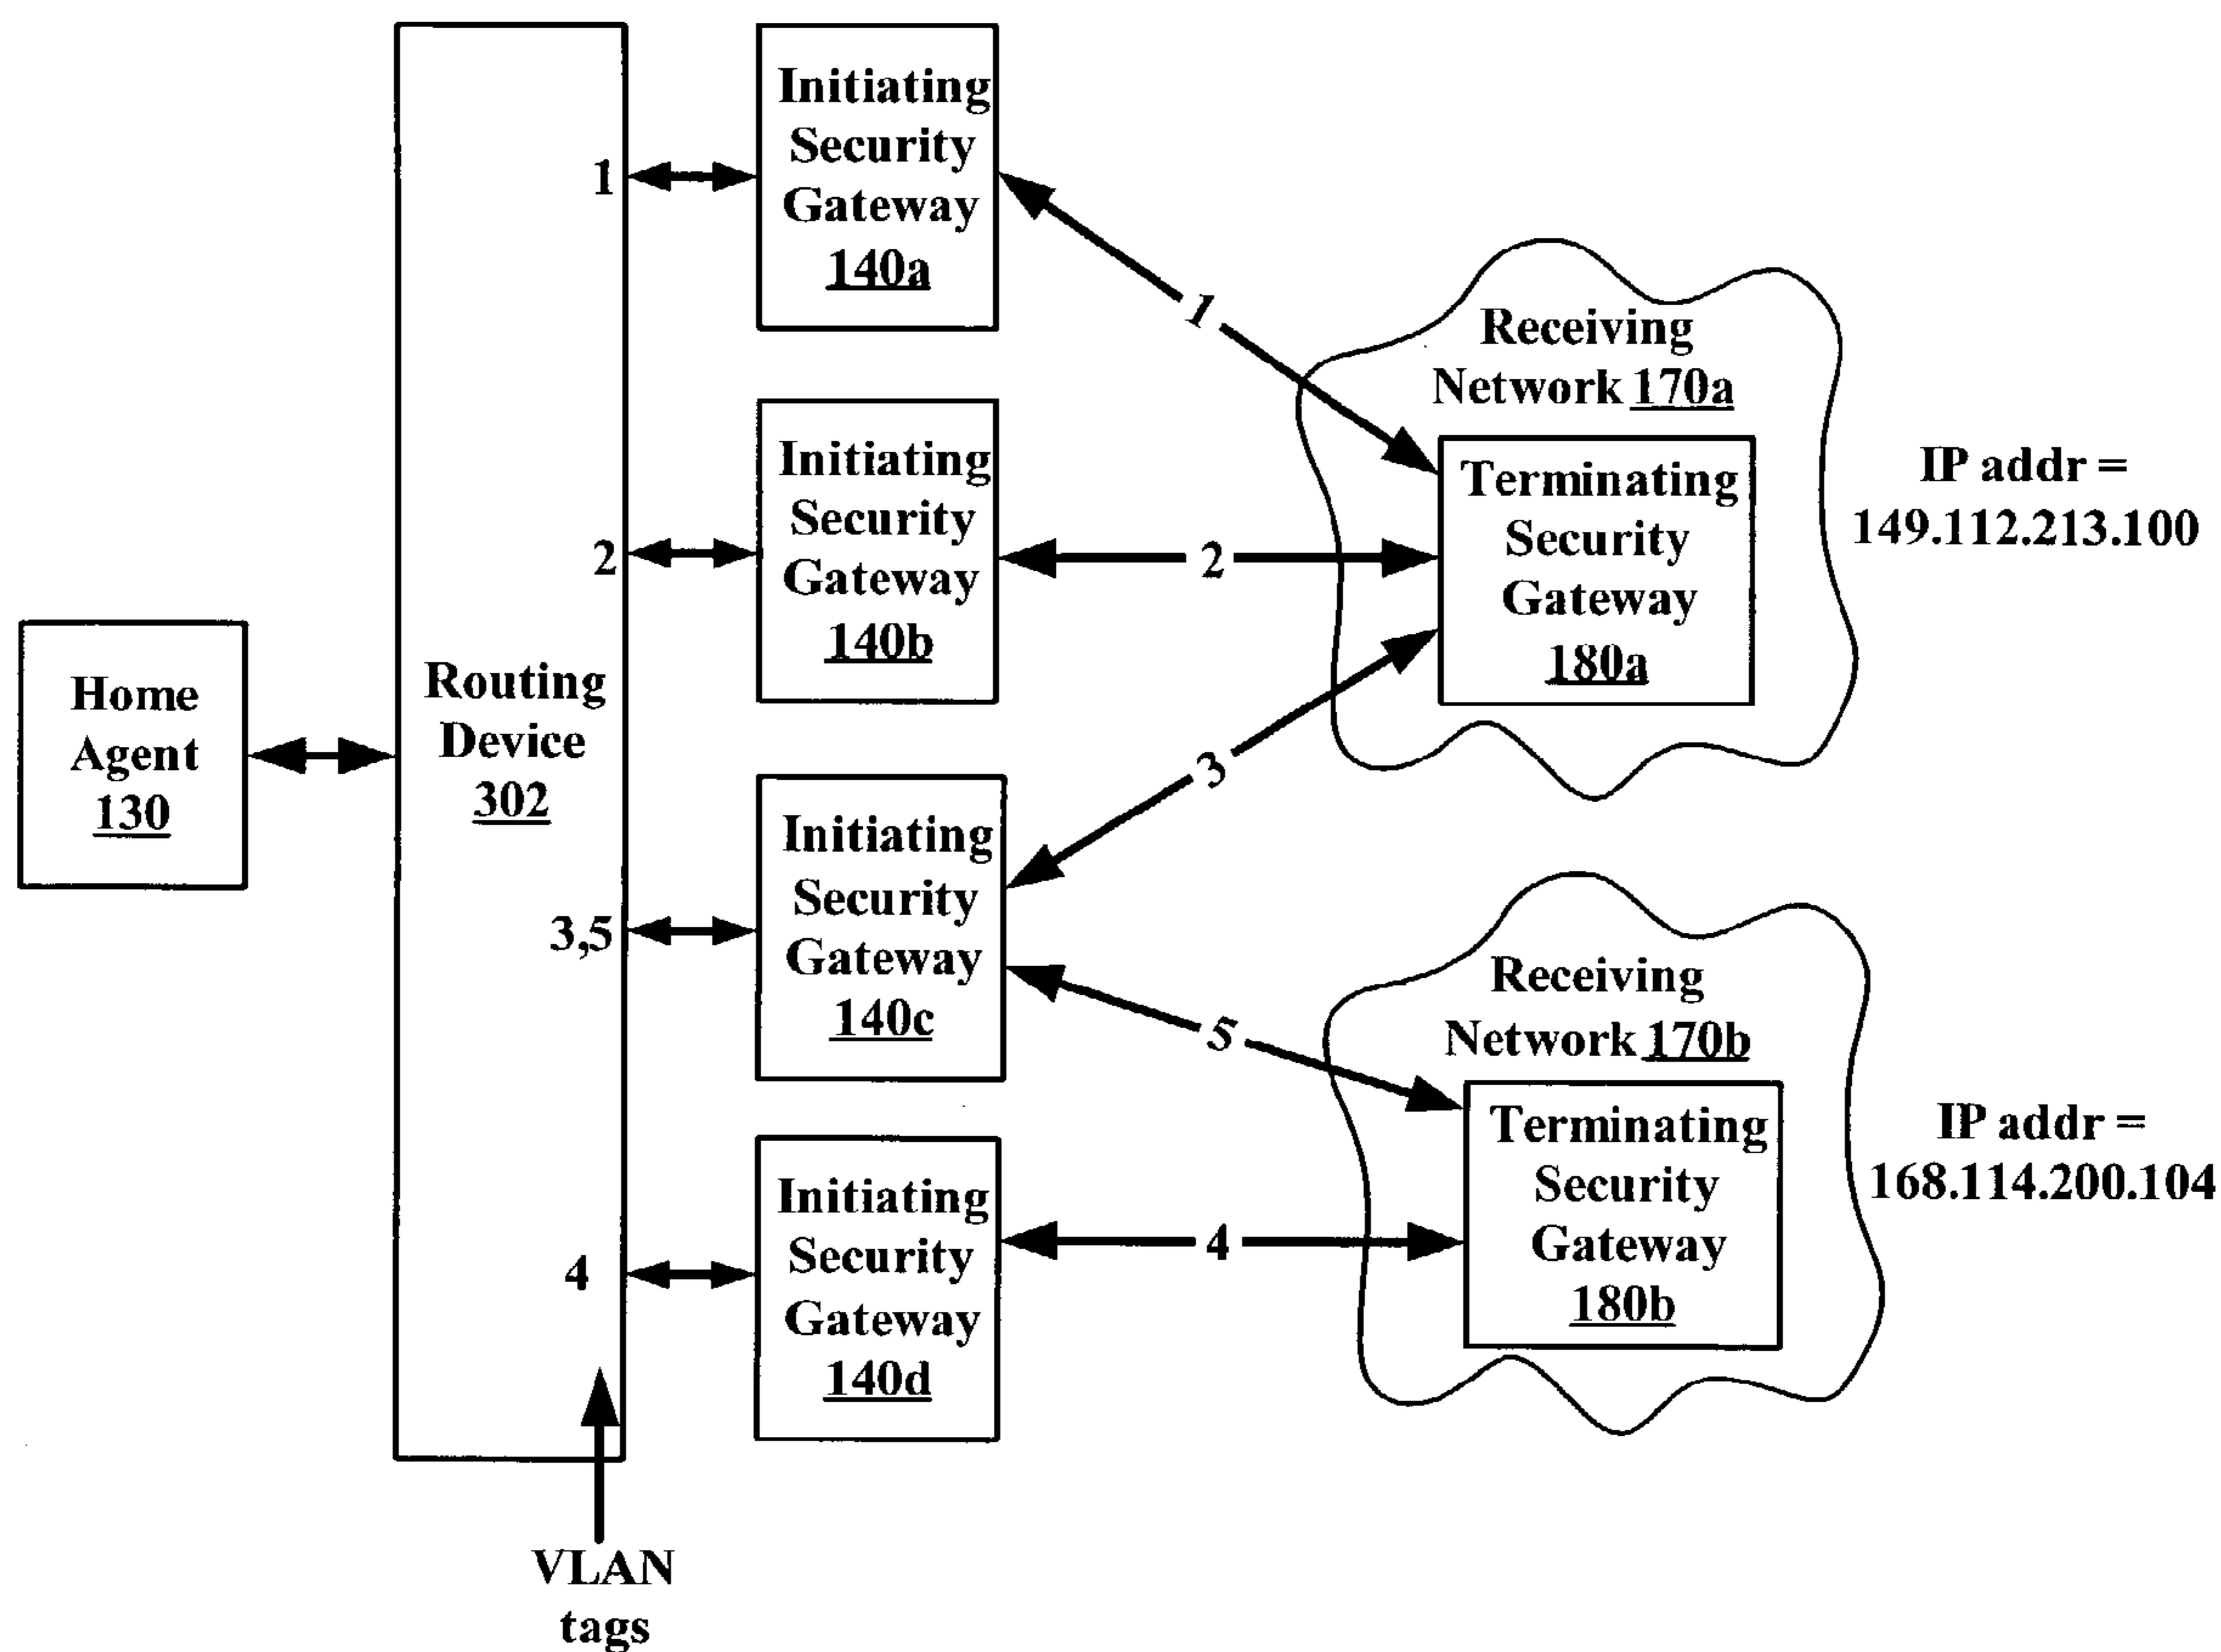 Home
Agent
130
Routing
Device
302
1
2
3,5
4
VLAN
tags
Initiating
Security
Gateway
140a
Initiating
Security
Gateway
140b
Initiating
Security
Gateway
140c
Initiating
Security
Gateway
140d
1
2
3
5
4
Receiving
Network 170a
Terminating
Security
Gateway
180a
IP addr =
149.112.213.100
Receiving
Network 170b
Terminating
Security
Gateway
180b
IP addr =
168.114.200.104